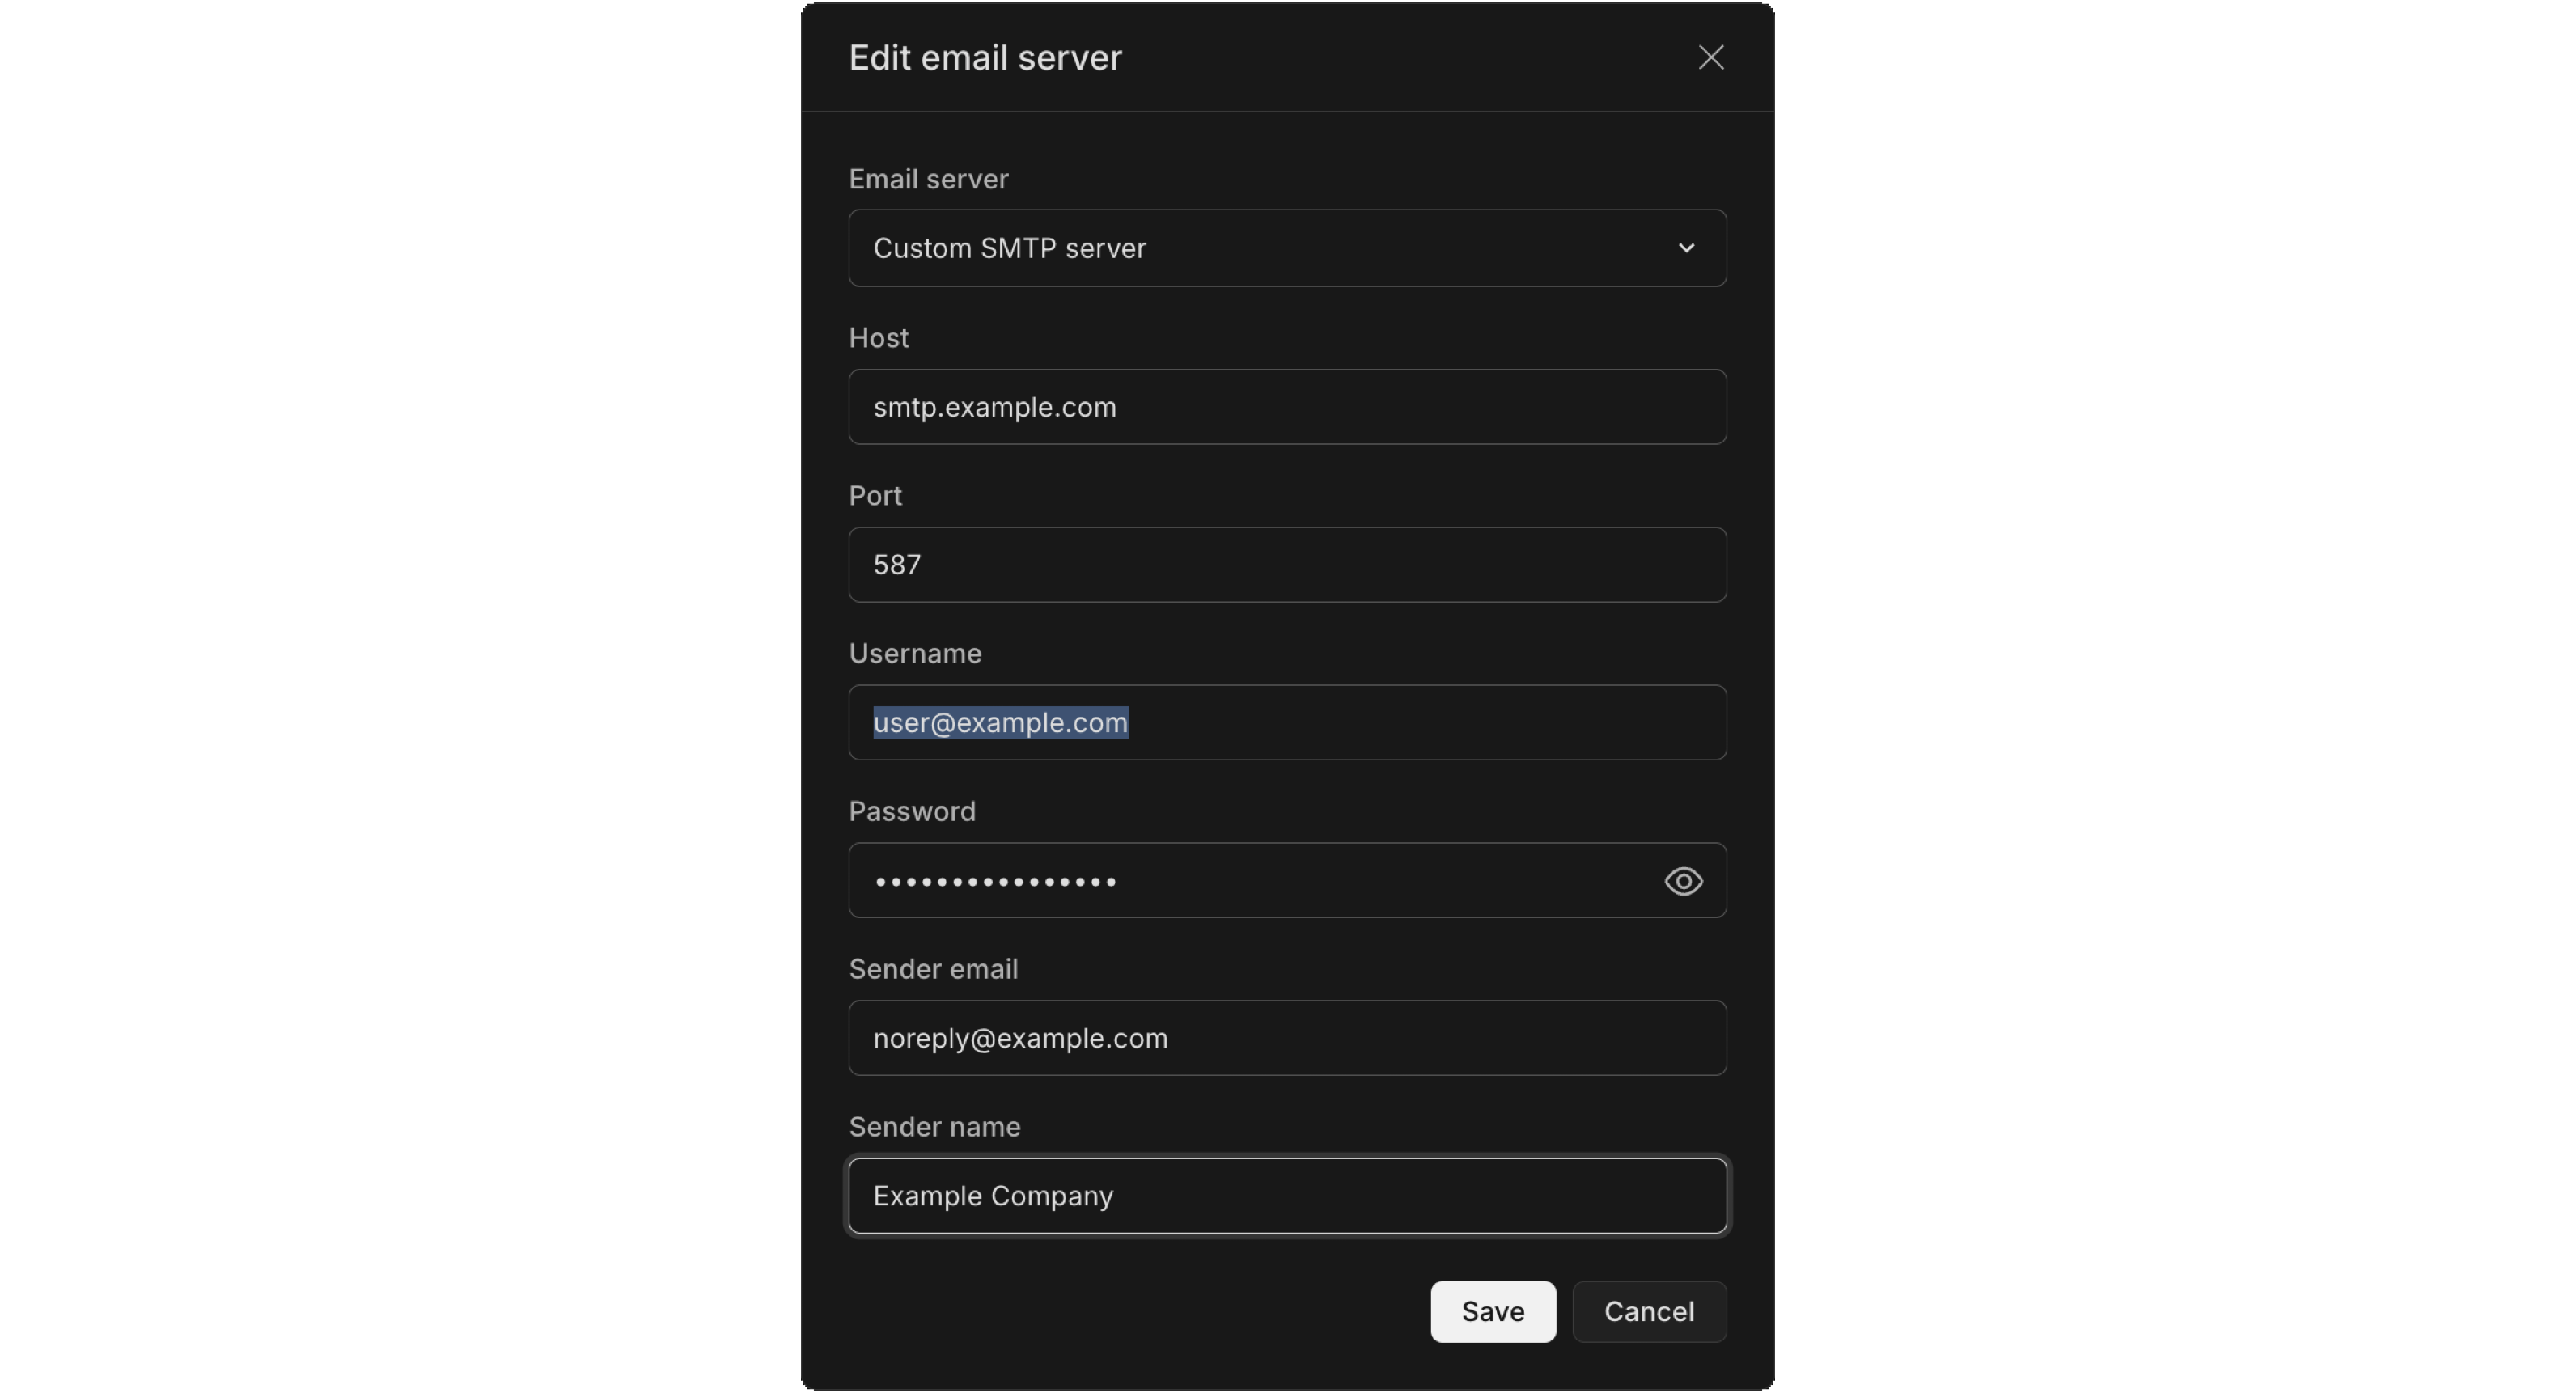 Edit email server
Email server
Custom SMTP server
Host
smtp.example.com
Port
587
Username
user@example.com
Password
••••••••••••••••
Sender email
noreply@example.com
Sender name
Example Company
Save
Cancel